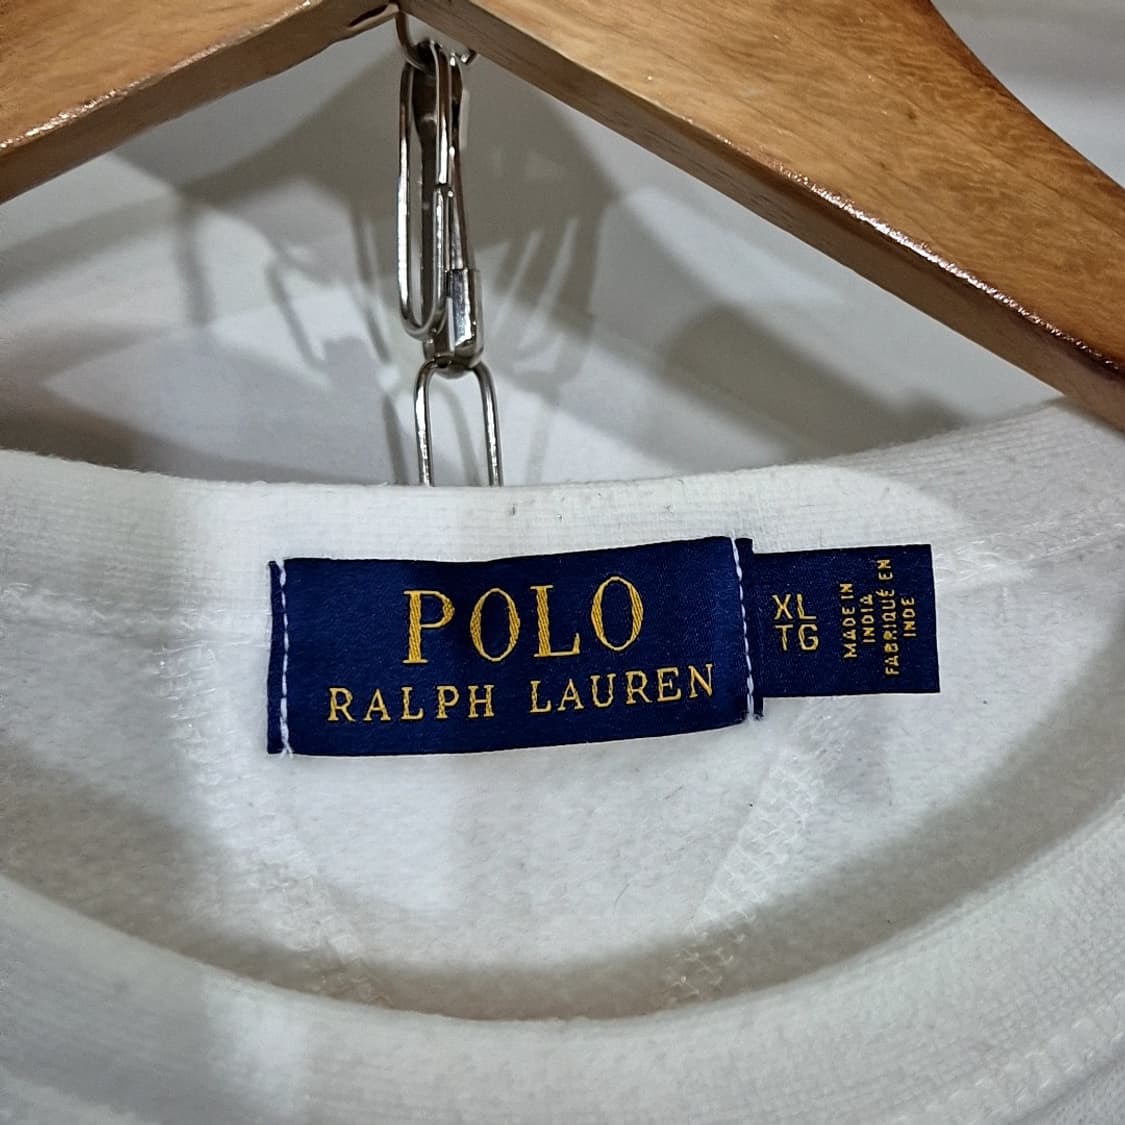 POLO
RALPH LAUREN
XL
TG
MADE IN
INDIA
FABRIQUÉ EN
INDE